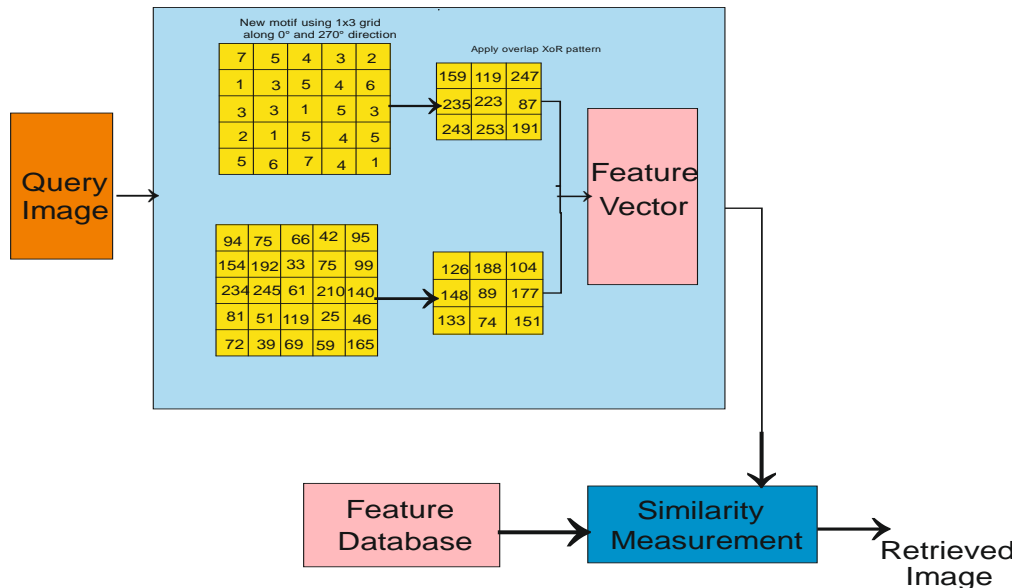 New motif using 1x3 grid
along 0° and 270° direction
Apply overlap XoR pattern
7 5 4 3 2
1 3 5 4 6
3 3 1 5 3
2 1 5 4 5
5 6 7 4 1
159 119 247
235 223 87
243 253 191
Query
Image
Feature
Vector
94 75 66 42 95
154 192 33 75 99
234 245 61 210 140
81 51 119 25 46
72 39 69 59 165
126 188 104
148 89 177
133 74 151
Feature
Database
Similarity
Measurement
Retrieved
Image